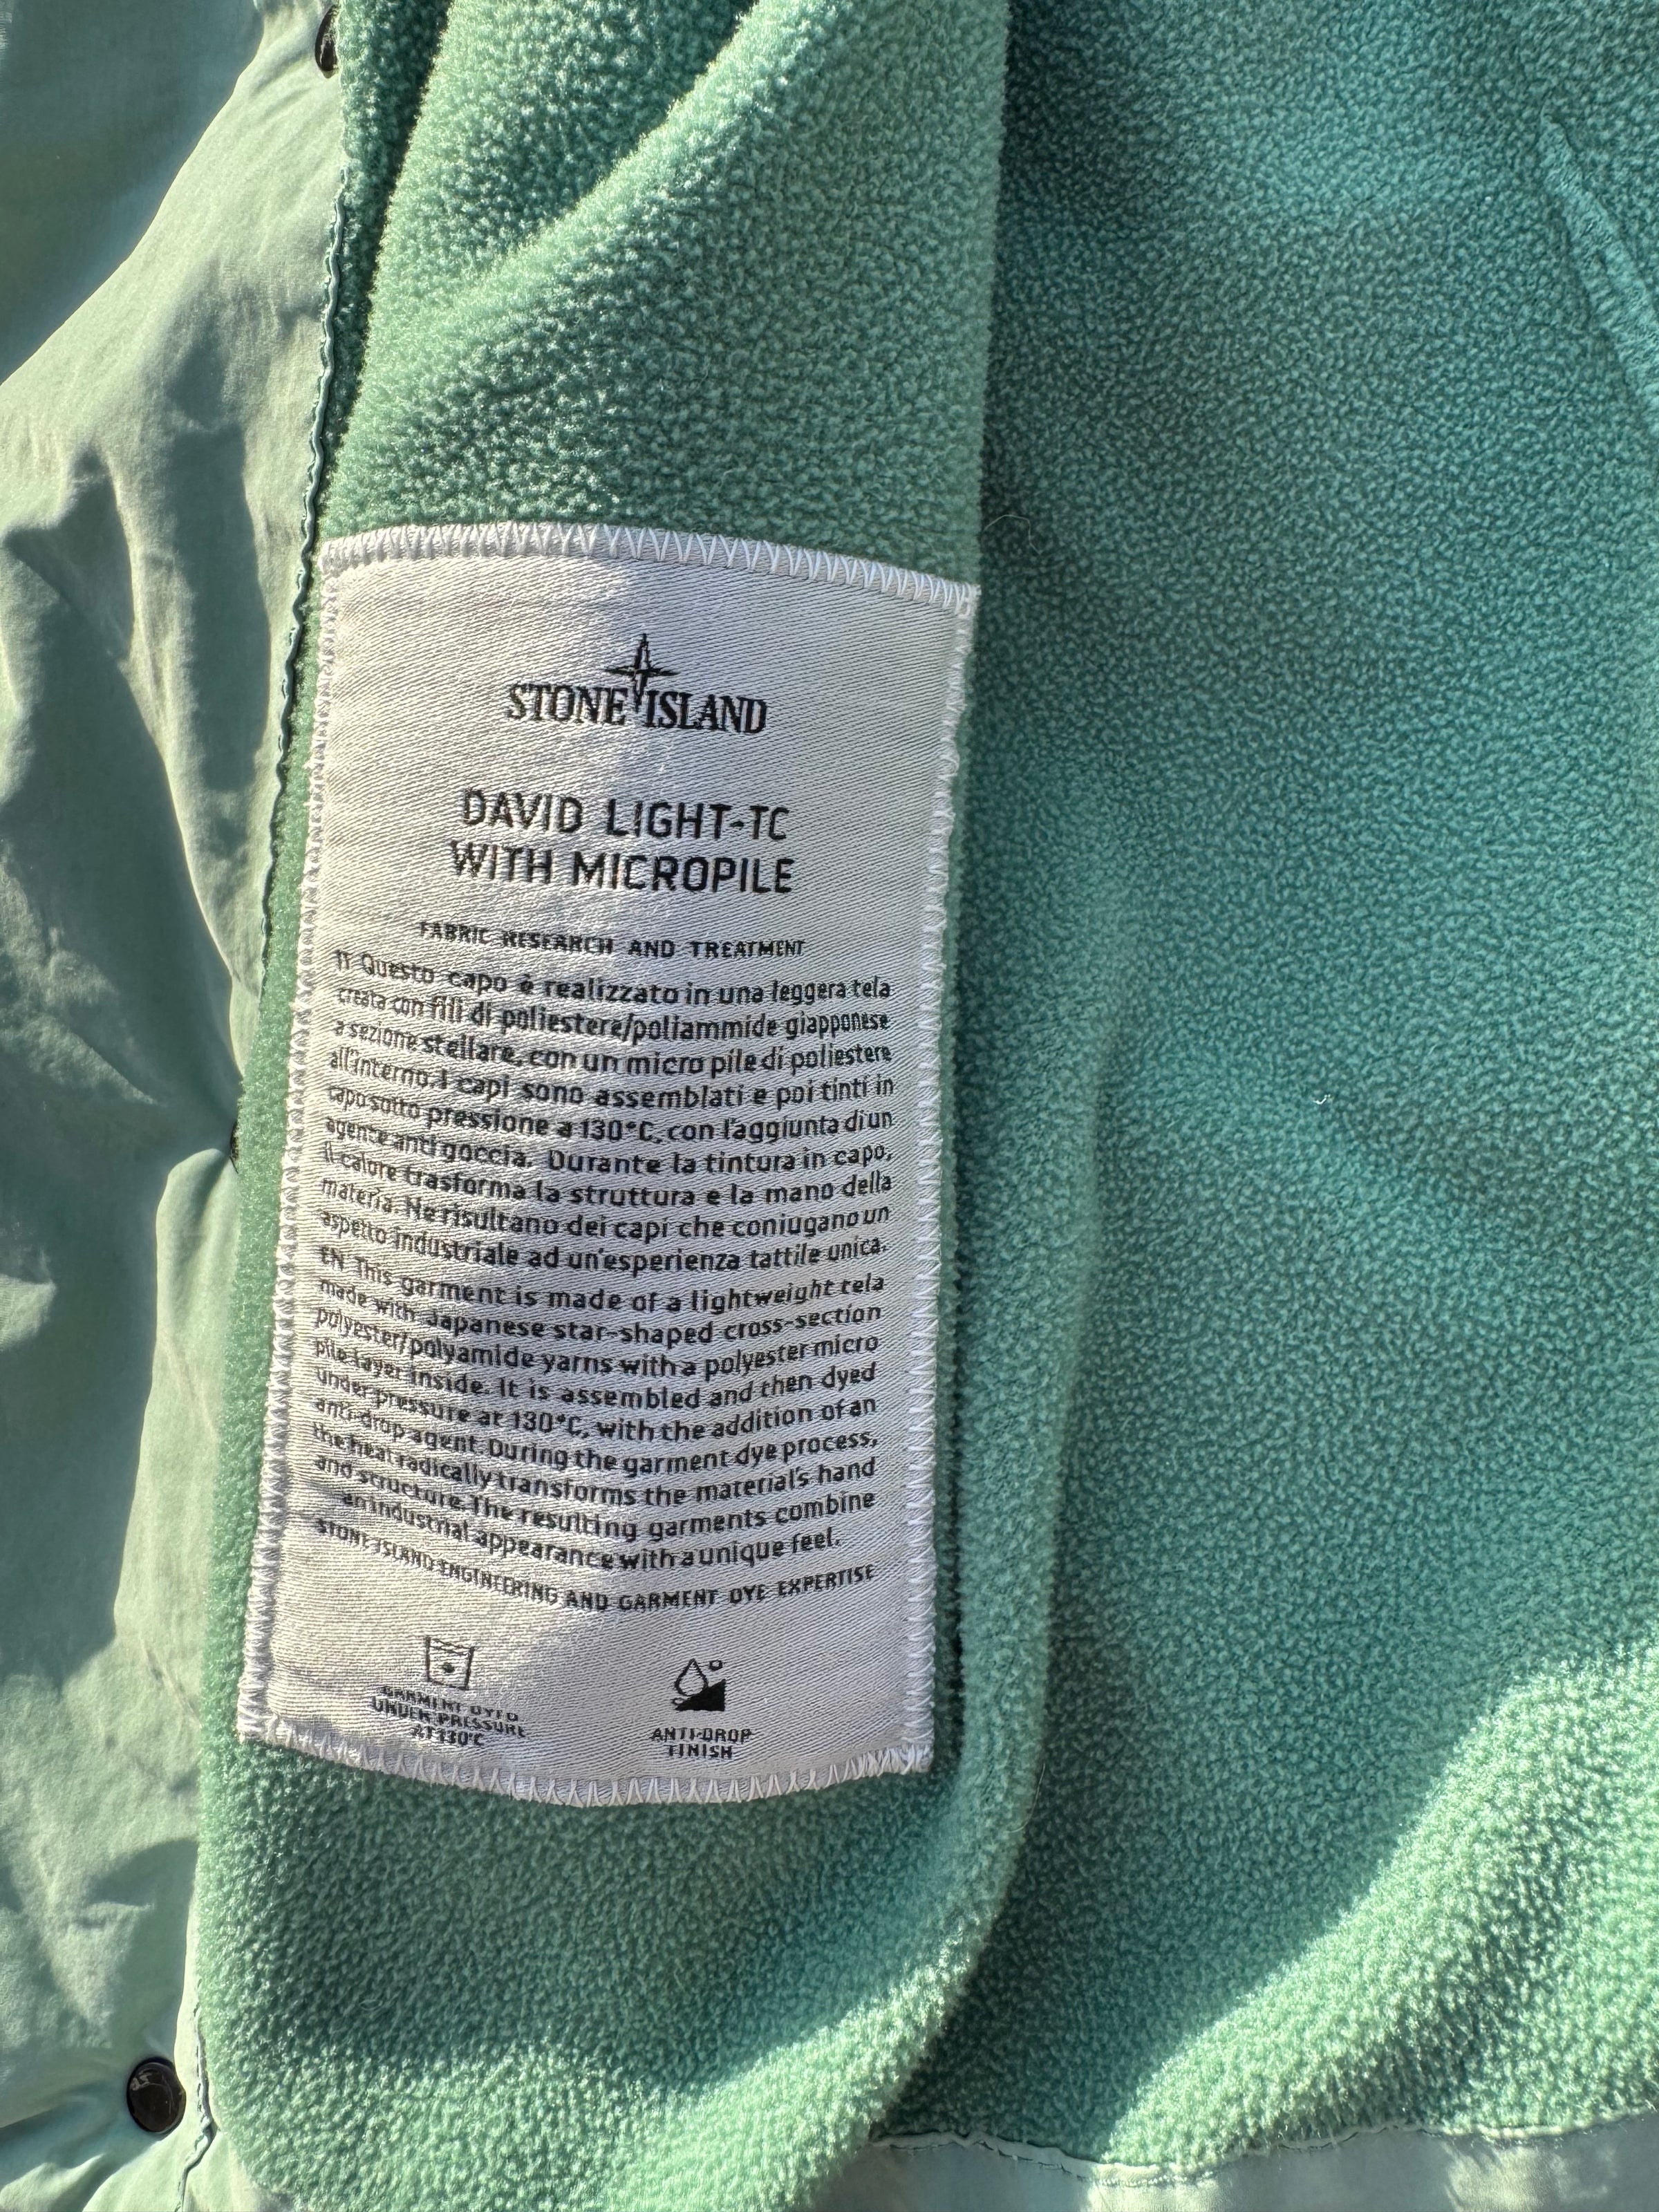 STONE ISLAND
DAVID LIGHT-TC
WITH MICROPILE
FABRIC RESEARCH AND TREATMENT
IT Questo capo è realizzato in una leggera tela
creata con fili di poliestere/poliammide giapponese
a sezione stellare, con un micro pile di poliestere
all'interno. I capi sono assemblati e poi tinti in
capo sotto pressione a 130°C, con l'aggiunta di un
agente anti goccia. Durante la tintura in capo,
il calore trasforma la struttura e la mano della
materia. Ne risultano dei capi che coniugano un
aspetto industriale ad un'esperienza tattile unica.
EN This garment is made of a lightweight tela
made with Japanese star-shaped cross-section
polyester/polyamide yarns with a polyester micro
pile layer inside. It is assembled and then dyed
under pressure at 130°C, with the addition of an
anti-drop agent. During the garment dye process,
the heat radically transforms the material's hand
and structure. The resulting garments combine
an industrial appearance with a unique feel.
STONE ISLAND ENGINEERING AND GARMENT DYE EXPERTISE
GARMENT DYED
UNDER PRESSURE
AT 130°C
ANTI-DROP
FINISH